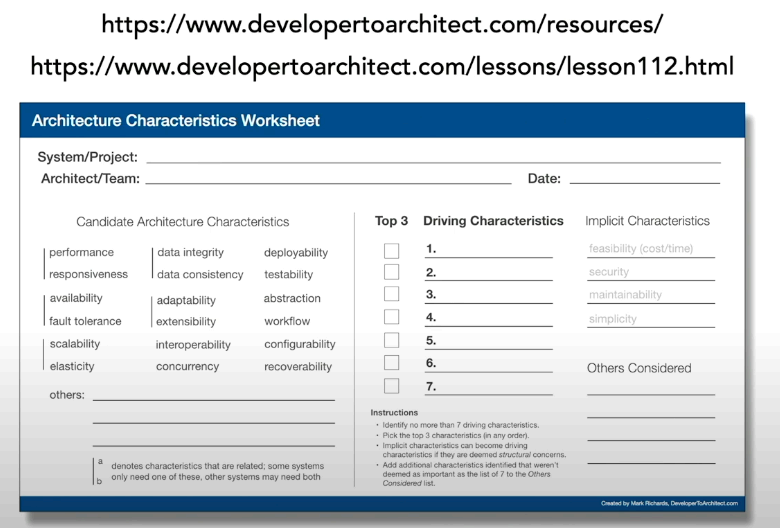 https://www.developertoarchitect.com/resources/
https://www.developertoarchitect.com/lessons/lesson112.html
Architecture Characteristics Worksheet
System/Project:
Architect/Team:
Date:
Candidate Architecture Characteristics
performance
responsiveness
availability
fault tolerance
scalability
elasticity
data integrity
data consistency
adaptability
extensibility
interoperability
concurrency
deployability
testability
abstraction
workflow
configurability
recoverability
others:
a
b
denotes characteristics that are related; some systems
only need one of these, other systems may need both
Top 3
Driving Characteristics
1.
2.
3.
4.
5.
6.
7.
Instructions
• Identify no more than 7 driving characteristics.
• Pick the top 3 characteristics (in any order).
• Implicit characteristics can become driving
characteristics if they are deemed structural concerns.
• Add additional characteristics identified that weren't
deemed as important as the list of 7 to the Others
Considered list.
Implicit Characteristics
feasibility (cost/time)
security
maintainability
simplicity
Others Considered
Created by Mark Richards, DeveloperToArchitect.com